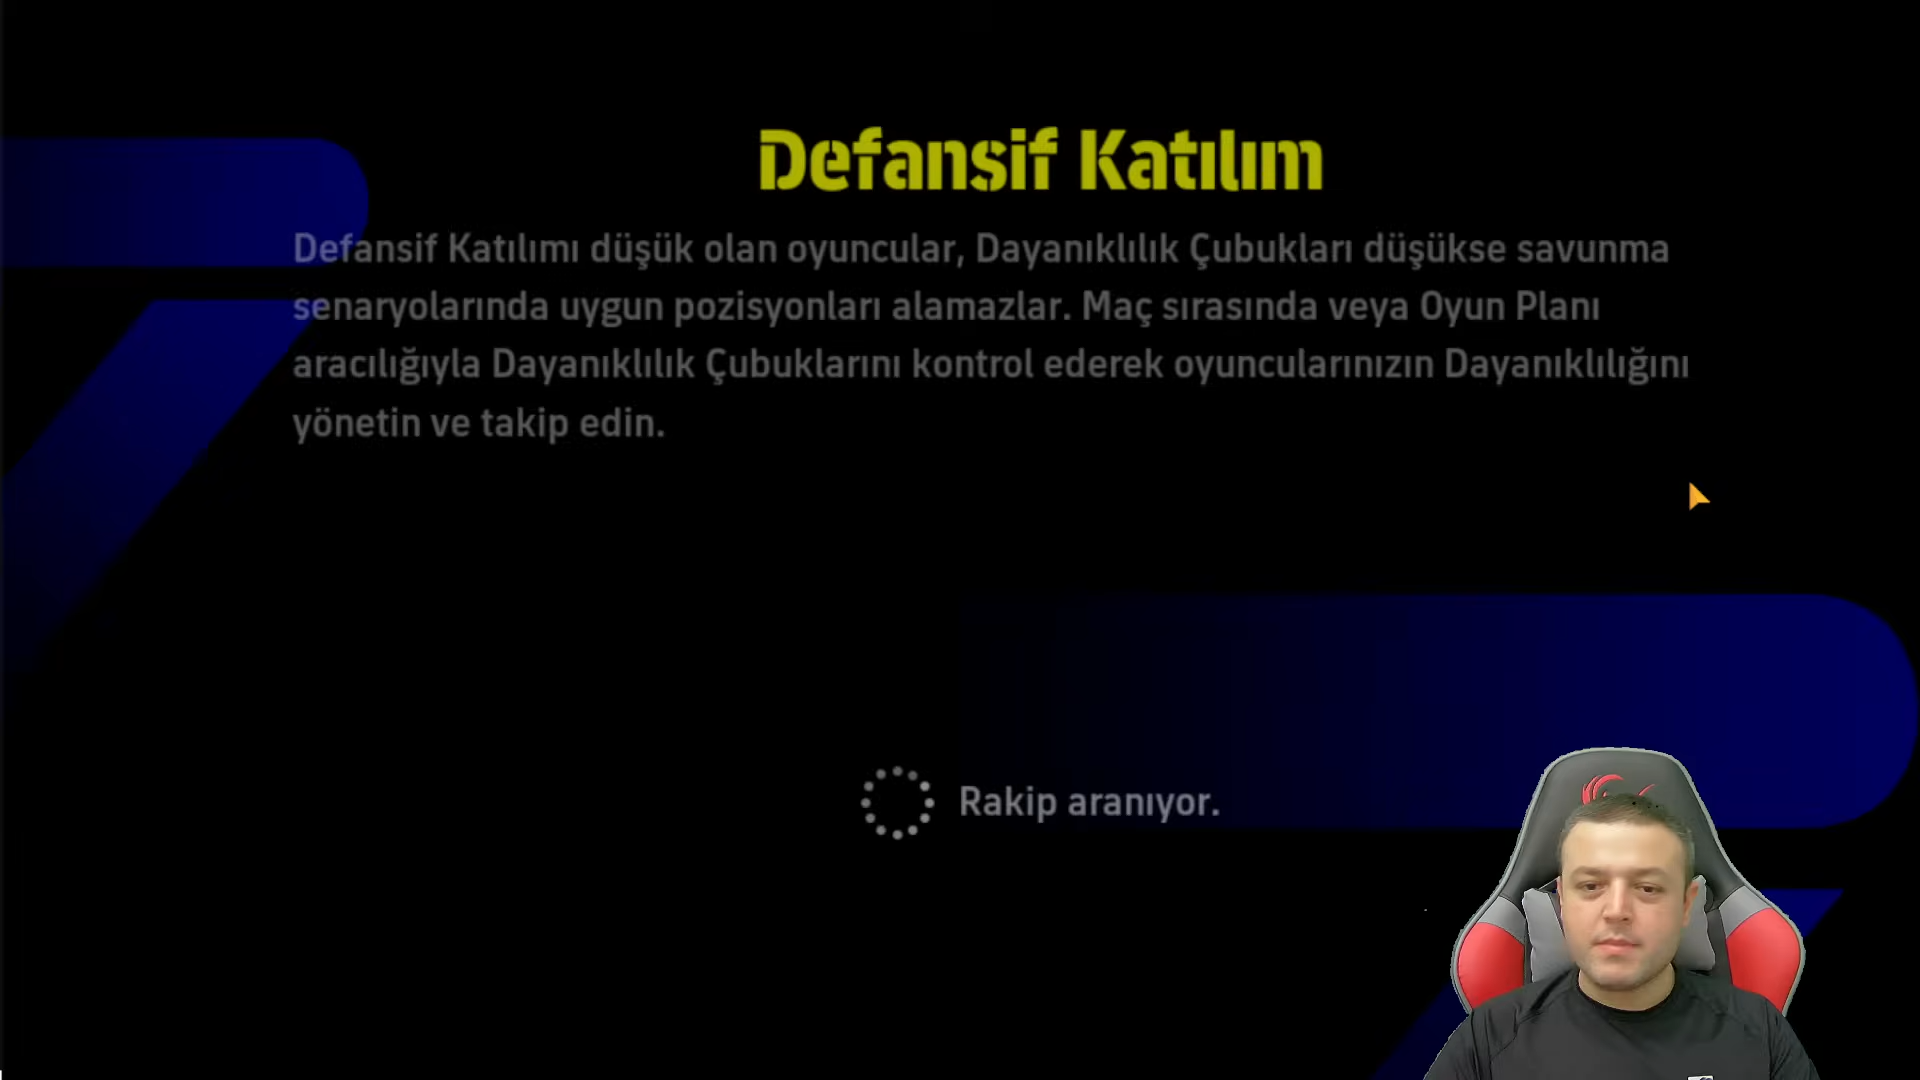 Defansif Katılım
Defansif Katılımı düşük olan oyuncular, Dayanıklılık Çubukları düşükse savunma
senaryolarında uygun pozisyonları alamazlar. Maç sırasında veya Oyun Planı
aracılığıyla Dayanıklılık Çubuklarını kontrol ederek oyuncularınızın Dayanıklılığını
yönetin ve takip edin.
Rakip aranıyor.